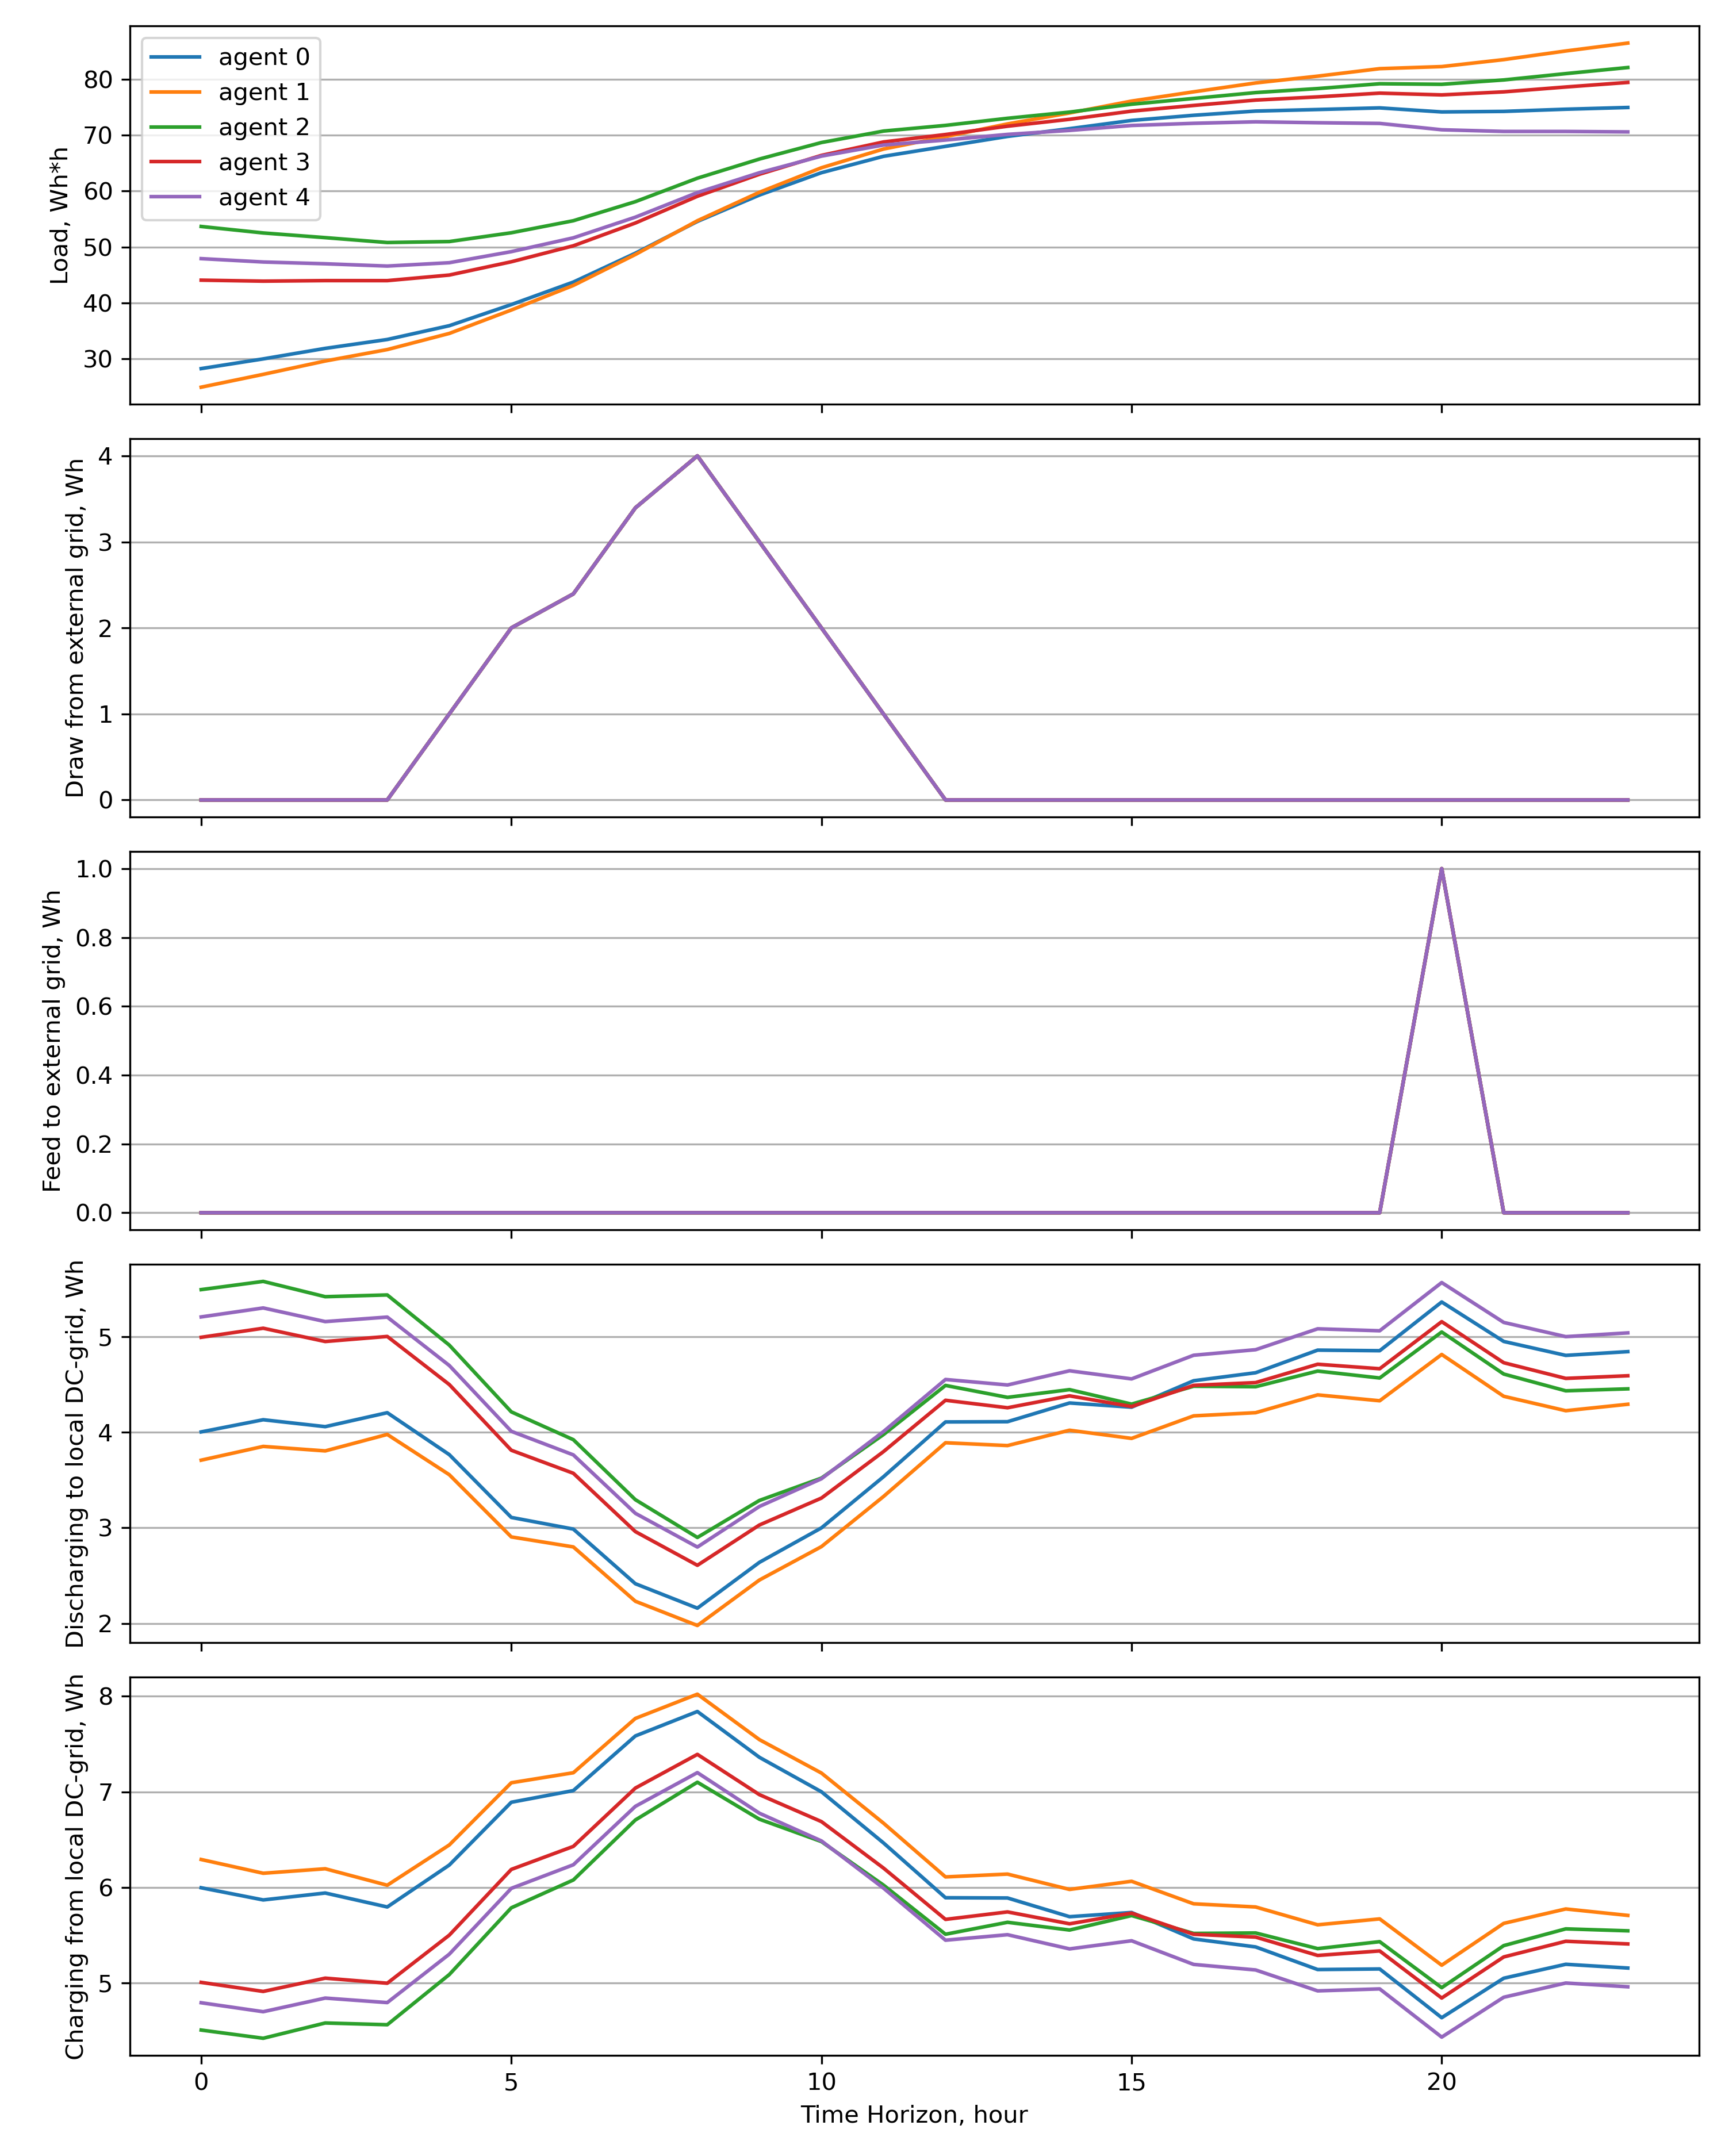 Load, Wh*h
80
70
60
50
40
30
agent 0
agent 1
agent 2
agent 3
agent 4
Draw from external grid, Wh
4
3
2
1
0
Feed to external grid, Wh
1.0
0.8
0.6
0.4
0.2
0.0
Discharging to local DC-grid, Wh
5
4
3
2
Charging from local DC-grid, Wh
8
7
6
5
0 5 10 15 20
Time Horizon, hour